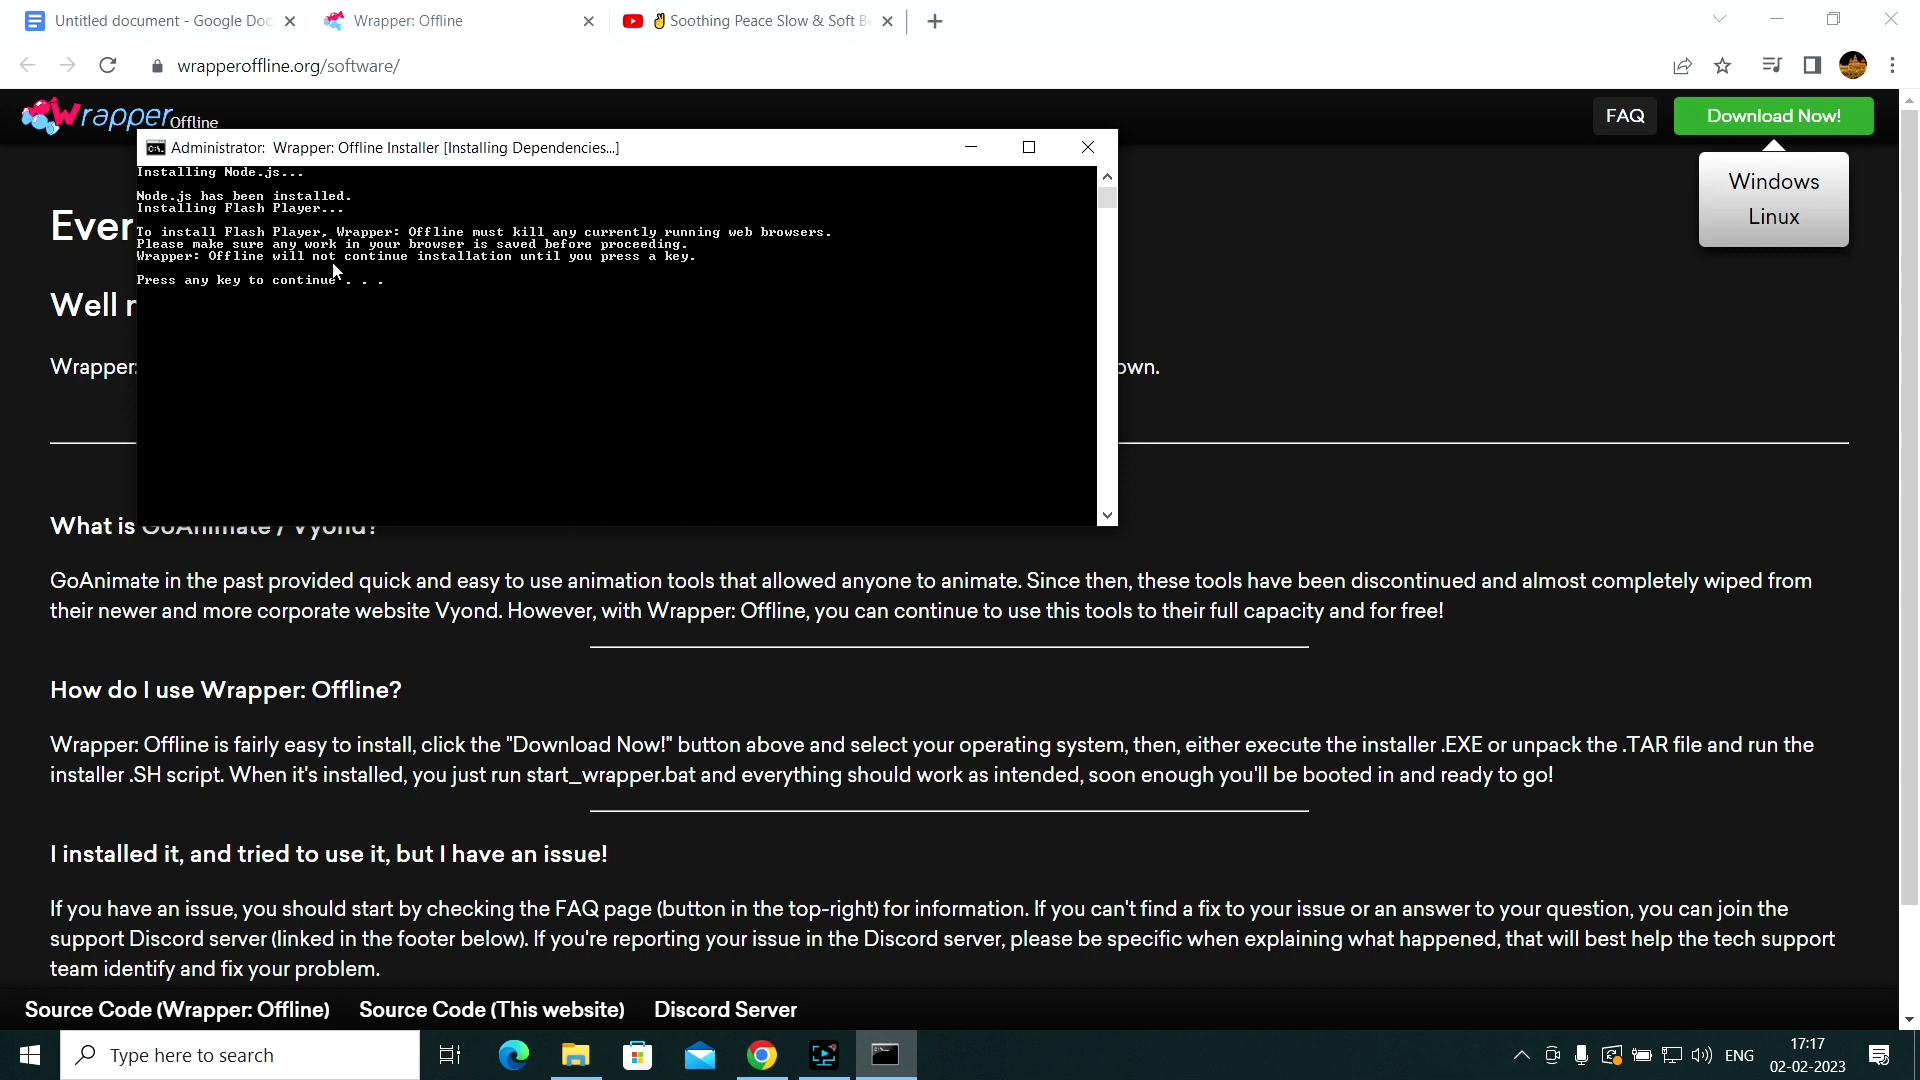 Untitled document - Google Doc
Wrapper: Offline
✌ Soothing Peace Slow & Soft B
wrapperoffline.org/software/
Wrapper Offline
FAQ
Download Now!
Windows
Linux
Administrator: Wrapper: Offline Installer [Installing Dependencies...]
Installing Node.js...
Node.js has been installed.
Installing Flash Player...
To install Flash Player, Wrapper: Offline must kill any currently running web browsers.
Please make sure any work in your browser is saved before proceeding.
Wrapper: Offline will not continue installation until you press a key.
Press any key to continue . . .
Ever
Well
Wrapper:
own.
What is GoAnimate / Vyond?
GoAnimate in the past provided quick and easy to use animation tools that allowed anyone to animate. Since then, these tools have been discontinued and almost completely wiped from
their newer and more corporate website Vyond. However, with Wrapper: Offline, you can continue to use this tools to their full capacity and for free!
How do I use Wrapper: Offline?
Wrapper: Offline is fairly easy to install, click the "Download Now!" button above and select your operating system, then, either execute the installer .EXE or unpack the .TAR file and run the
installer .SH script. When it's installed, you just run start_wrapper.bat and everything should work as intended, soon enough you'll be booted in and ready to go!
I installed it, and tried to use it, but I have an issue!
If you have an issue, you should start by checking the FAQ page (button in the top-right) for information. If you can't find a fix to your issue or an answer to your question, you can join the
support Discord server (linked in the footer below). If you're reporting your issue in the Discord server, please be specific when explaining what happened, that will best help the tech support
team identify and fix your problem.
Source Code (Wrapper: Offline) Source Code (This website) Discord Server
Type here to search
ENG
17:17
02-02-2023